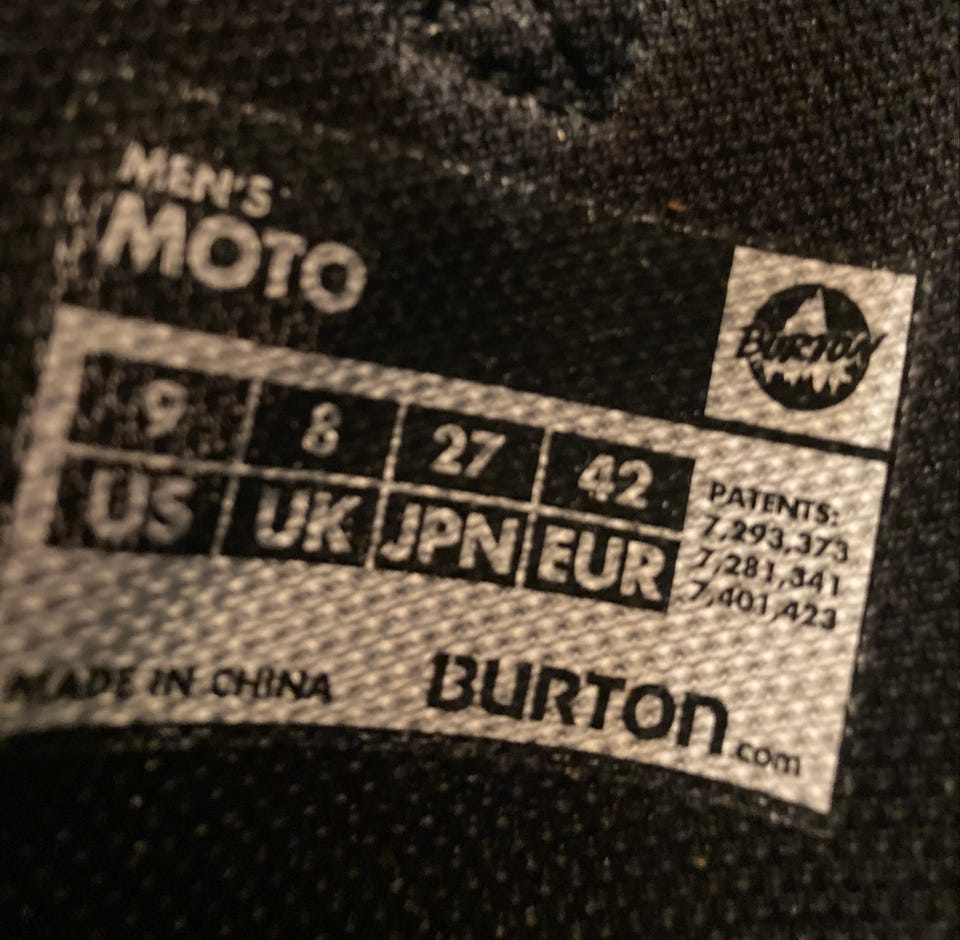 MEN'S
MOTO
BURTON
9 8 27 42
US UK JPN EUR
PATENTS:
7,293,373
7,281,341
7,401,423
MADE IN CHINA
BURTON.com